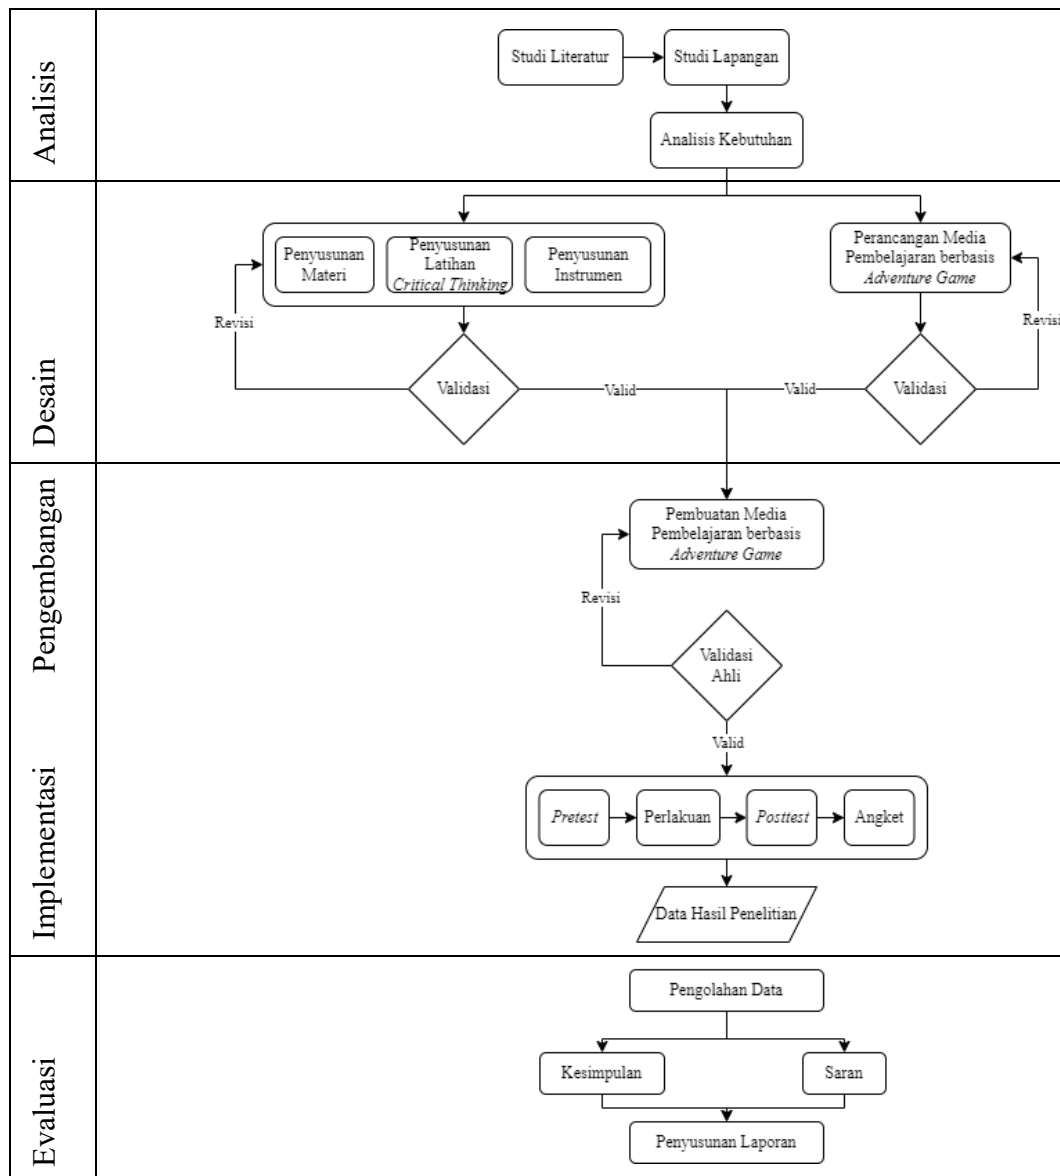 Analisis
Studi Literatur
Studi Lapangan
Analisis Kebutuhan
Desain
Penyusunan
Materi
Penyusunan
Latihan
Critical Thinking
Penyusunan
Instrumen
Perancangan Media
Pembelajaran berbasis
Adventure Game
Revisi
Revisi
Validasi
Valid
Valid
Validasi
Pengembangan
Pembuatan Media
Pembelajaran berbasis
Adventure Game
Revisi
Validasi
Ahli
Valid
Implementasi
Pretest
Perlakuan
Posttest
Angket
Data Hasil Penelitian
Evaluasi
Pengolahan Data
Kesimpulan
Saran
Penyusunan Laporan